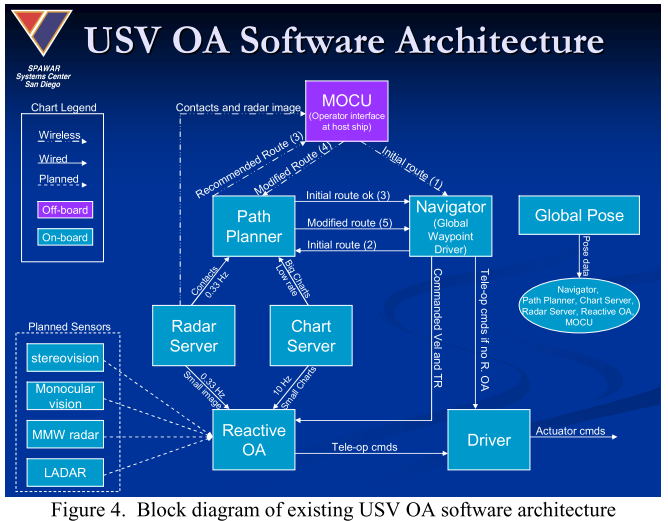 USV OA Software Architecture
SPAWAR
Systems Center
San Diego
Chart Legend
Wireless
Wired
Planned
Off-board
On-board
Contacts and radar image
MOCU
(Operator interface
at host ship)
Recommended Route (3)
Modified Route (4)
Initial route (1)
Path
Planner
Initial route ok (3)
Modified route (5)
Initial route (2)
Navigator
(Global
Waypoint
Driver)
Global Pose
Pose data
Navigator,
Path Planner, Chart Server,
Radar Server, Reactive OA,
MOCU
Contacts
0.33 Hz
Big Charts
Low rate
Commanded Vel and TR
Tele-op cmds if no R. OA
Radar
Server
Chart
Server
Planned Sensors
stereovision
Monocular
vision
MMW radar
LADAR
0.33 Hz
Small image
10 Hz
Small Charts
Reactive
OA
Tele-op cmds
Driver
Actuator cmds
Figure 4. Block diagram of existing USV OA software architecture